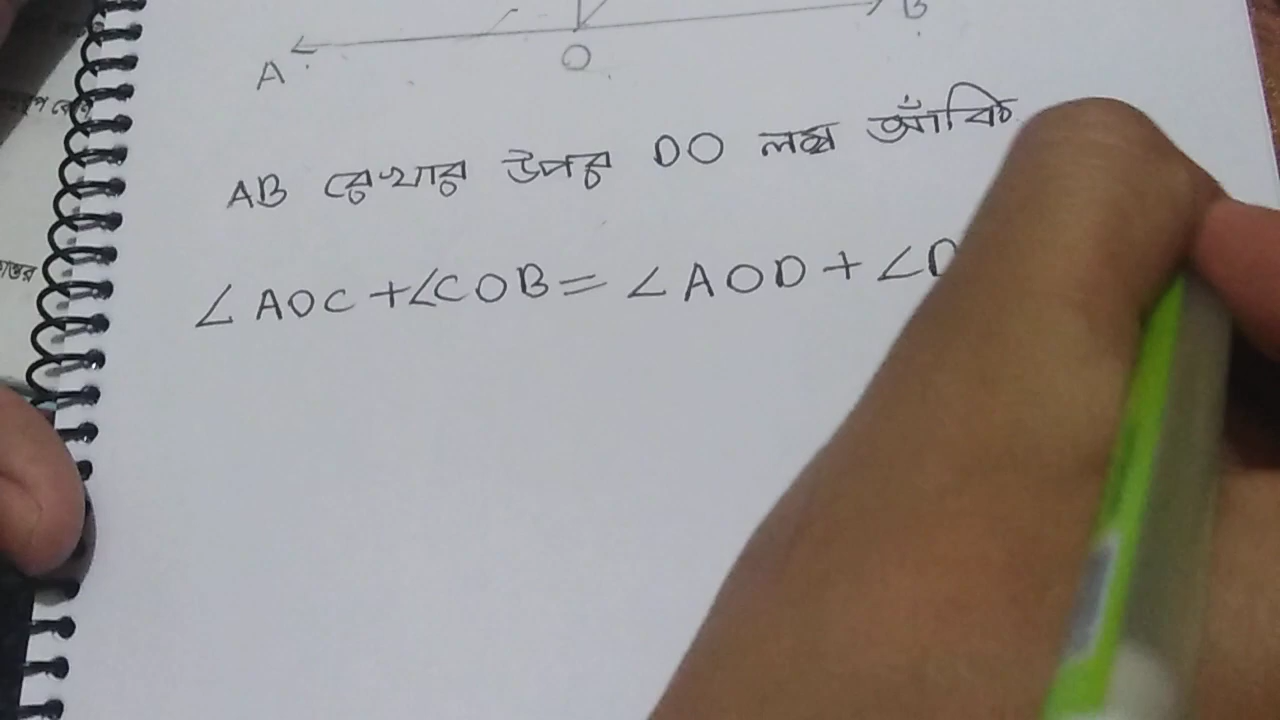 B
A
O
AB রেখার উপর DO লম্ব আঁকি
∠AOC + ∠COB = ∠AOD + ∠D